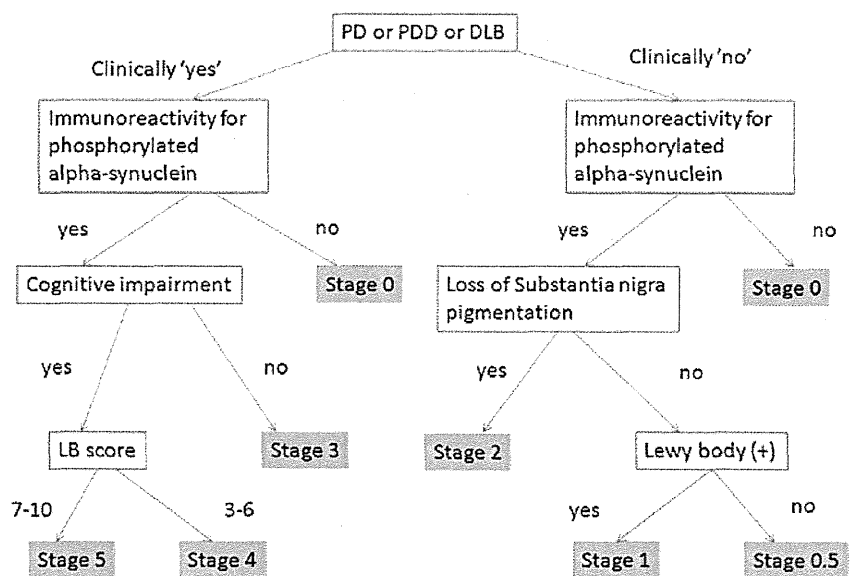 PD or PDD or DLB
Clinically 'yes'
Clinically 'no'
Immunoreactivity for
phosphorylated
alpha-synuclein
Immunoreactivity for
phosphorylated
alpha-synuclein
yes
no
yes
no
Cognitive impairment
Stage 0
Loss of Substantia nigra
pigmentation
Stage 0
yes
no
yes
no
LB score
Stage 3
Stage 2
Lewy body (+)
7-10
3-6
yes
no
Stage 5
Stage 4
Stage 1
Stage 0.5